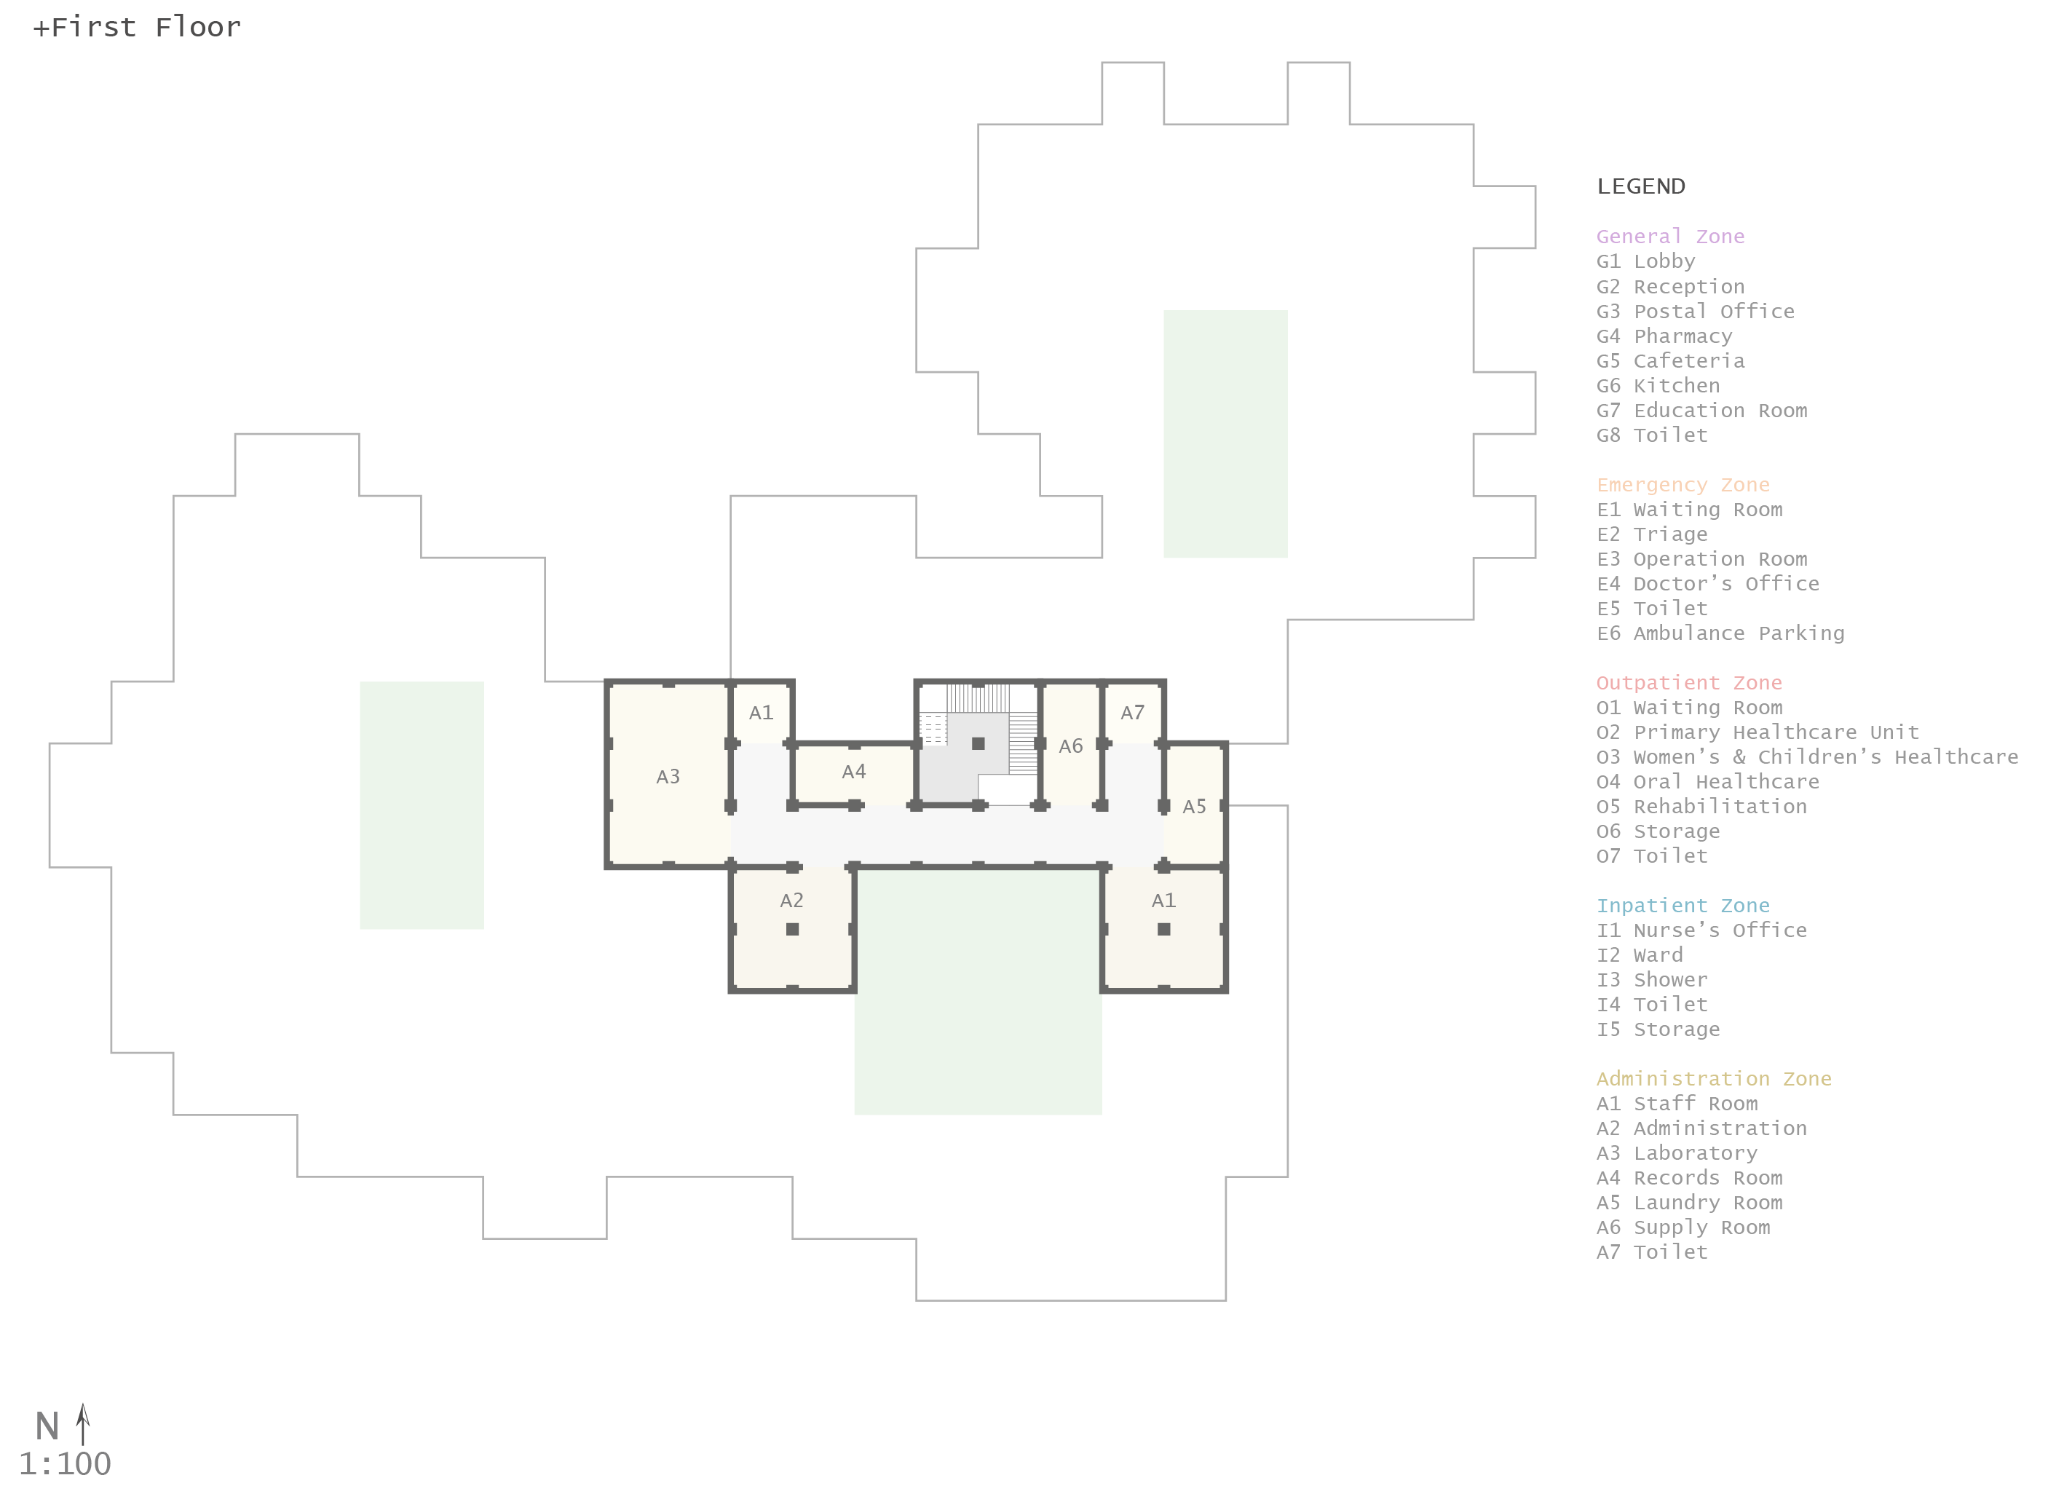 +First Floor
LEGEND
General Zone
G1 Lobby
G2 Reception
G3 Postal Office
G4 Pharmacy
G5 Cafeteria
G6 Kitchen
G7 Education Room
G8 Toilet
Emergency Zone
E1 Waiting Room
E2 Triage
E3 Operation Room
E4 Doctor’s Office
E5 Toilet
E6 Ambulance Parking
Outpatient Zone
O1 Waiting Room
O2 Primary Healthcare Unit
O3 Women’s & Children’s Healthcare
O4 Oral Healthcare
O5 Rehabilitation
O6 Storage
O7 Toilet
Inpatient Zone
I1 Nurse’s Office
I2 Ward
I3 Shower
I4 Toilet
I5 Storage
Administration Zone
A1 Staff Room
A2 Administration
A3 Laboratory
A4 Records Room
A5 Laundry Room
A6 Supply Room
A7 Toilet
A1
A7
A6
A4
A3
A5
A2
A1
N
1:100